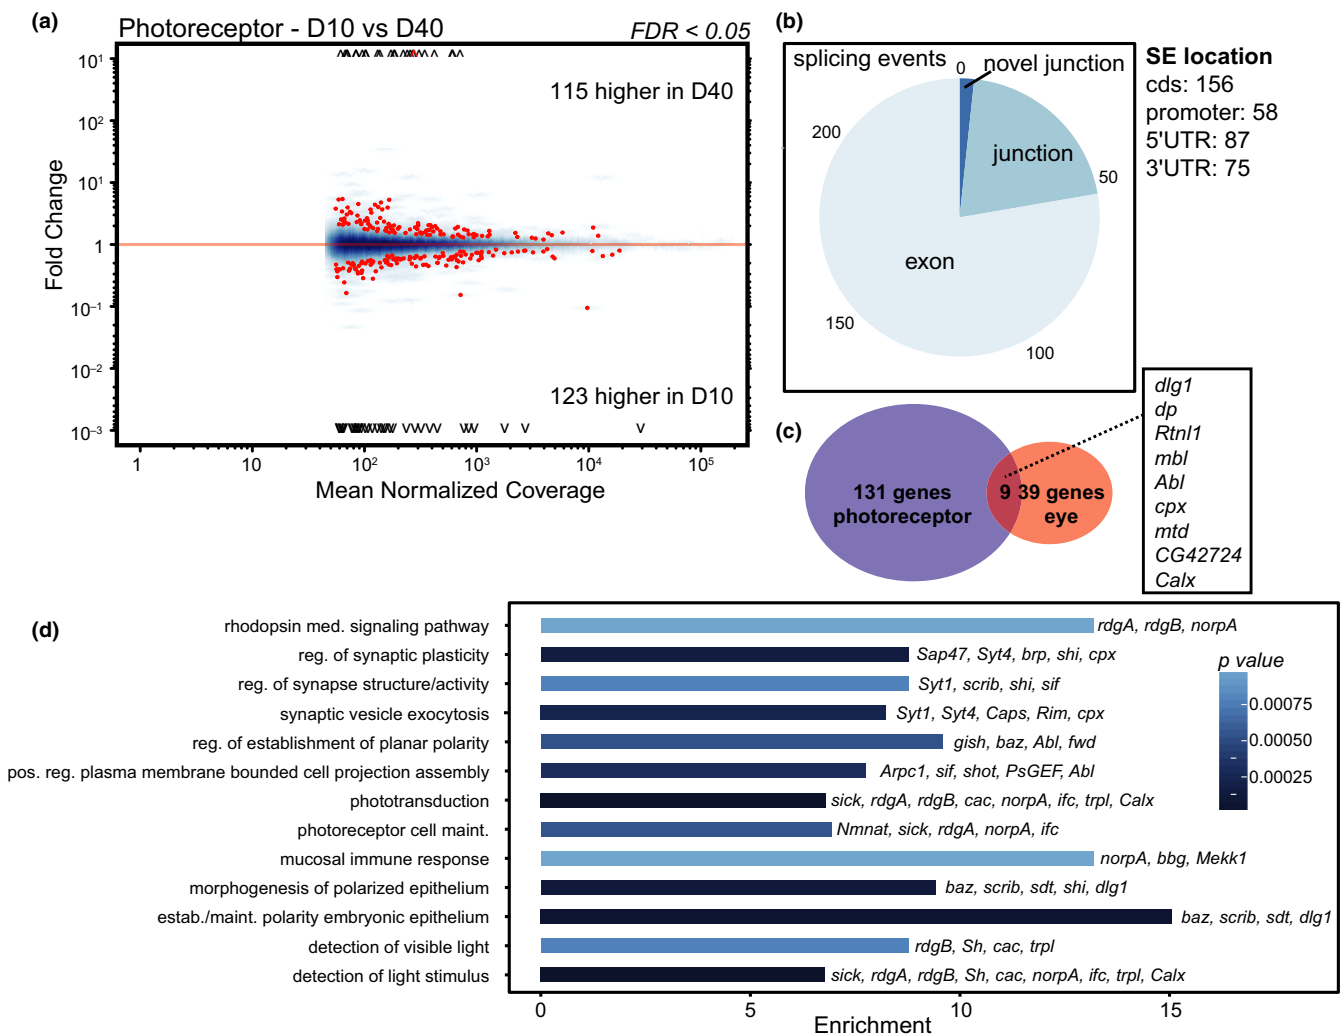 (a)
Photoreceptor - D10 vs D40
FDR < 0.05
10¹
10²
10¹
1
10⁻¹
10⁻²
10⁻³
Fold Change
115 higher in D40
123 higher in D10
1
10
10²
10³
10⁴
10⁵
Mean Normalized Coverage
(b)
splicing events
0
novel junction
junction
50
exon
100
150
200
SE location
cds: 156
promoter: 58
5'UTR: 87
3'UTR: 75
(c)
131 genes
photoreceptor
9
39 genes
eye
dlg1
dp
Rtnl1
mbl
Abl
cpx
mtd
CG42724
Calx
(d)
rhodopsin med. signaling pathway
rdgA, rdgB, norpA
reg. of synaptic plasticity
Sap47, Syt4, brp, shi, cpx
reg. of synapse structure/activity
Syt1, scrib, shi, sif
synaptic vesicle exocytosis
Syt1, Syt4, Caps, Rim, cpx
reg. of establishment of planar polarity
gish, baz, Abl, fwd
pos. reg. plasma membrane bounded cell projection assembly
Arpc1, sif, shot, PsGEF, Abl
phototransduction
sick, rdgA, rdgB, cac, norpA, ifc, trpl, Calx
photoreceptor cell maint.
Nmnat, sick, rdgA, norpA, ifc
mucosal immune response
norpA, bbg, Mekk1
morphogenesis of polarized epithelium
baz, scrib, sdt, shi, dlg1
estab./maint. polarity embryonic epithelium
baz, scrib, sdt, dlg1
detection of visible light
rdgB, Sh, cac, trpl
detection of light stimulus
sick, rdgA, rdgB, Sh, cac, norpA, ifc, trpl, Calx
p value
0.00075
0.00050
0.00025
0
5
10
15
Enrichment